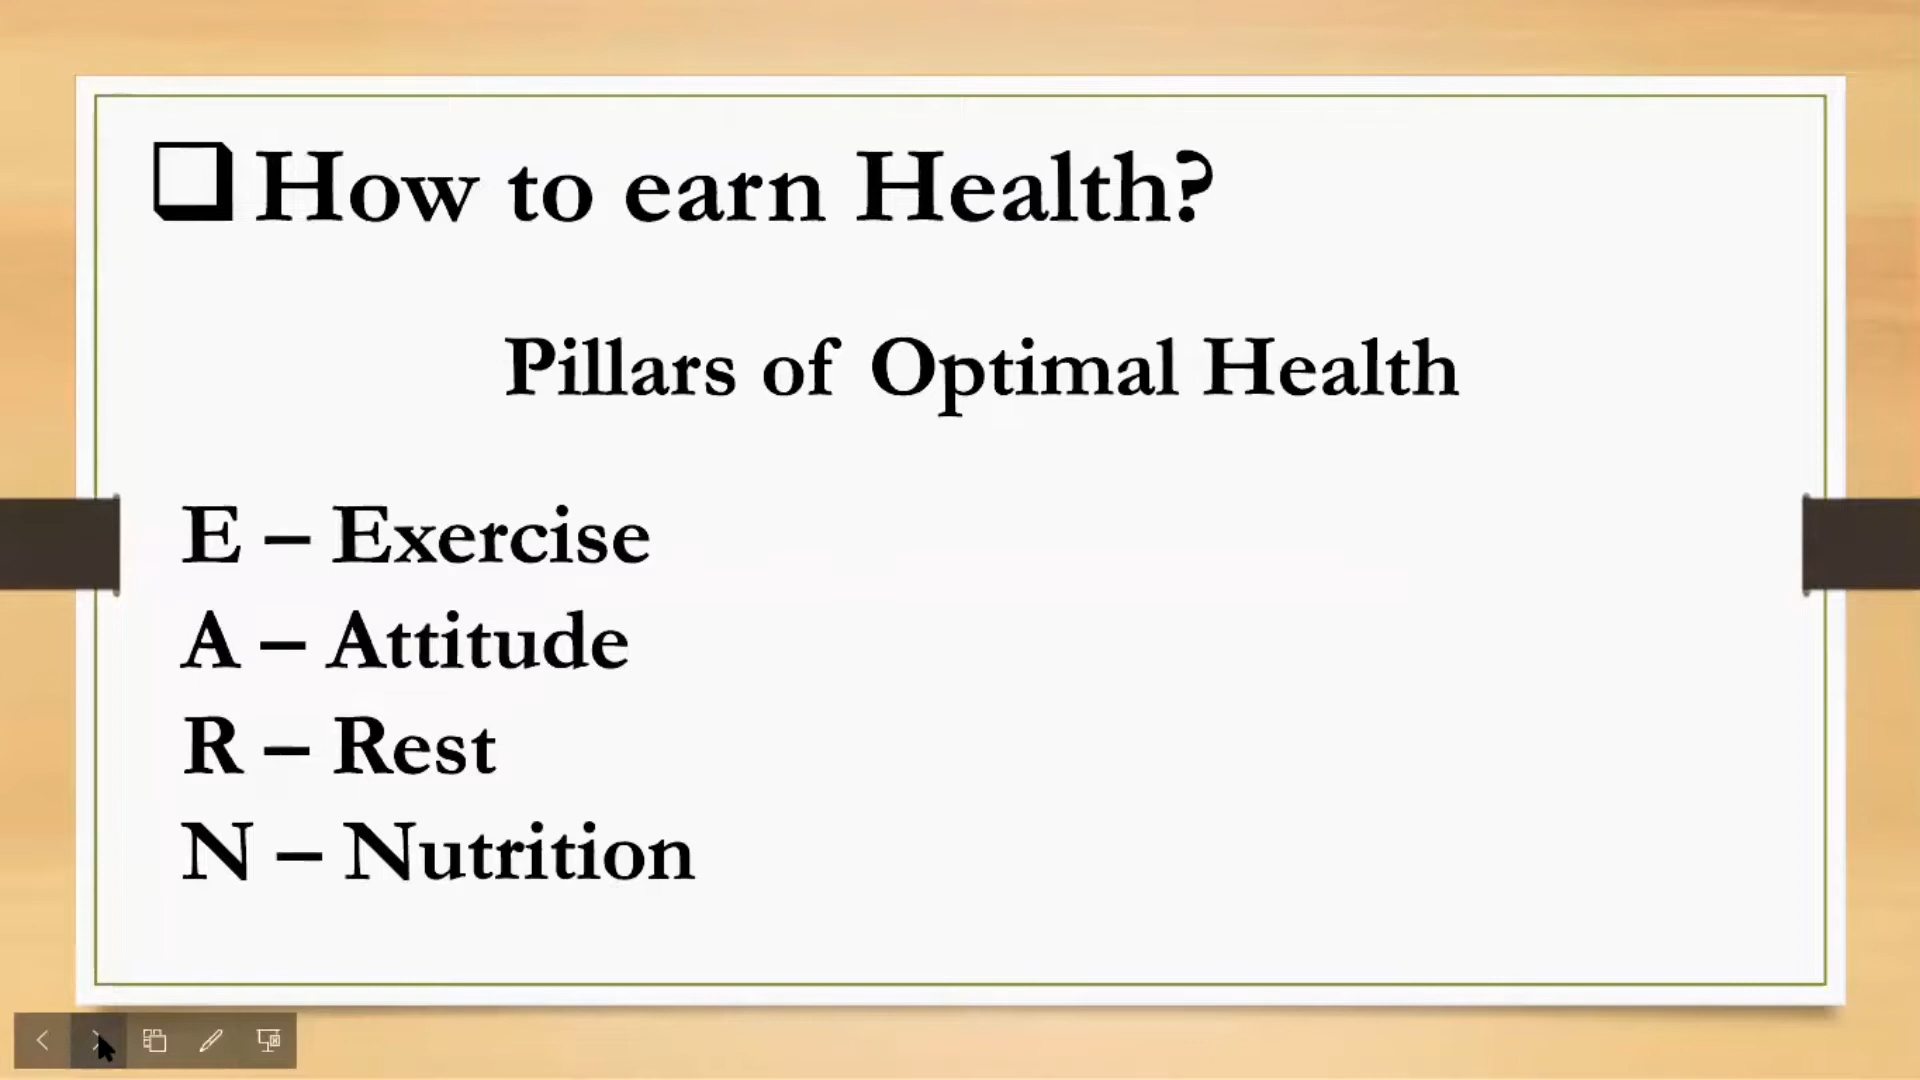 How to earn Health?
Pillars of Optimal Health
E – Exercise
A – Attitude
R – Rest
N – Nutrition